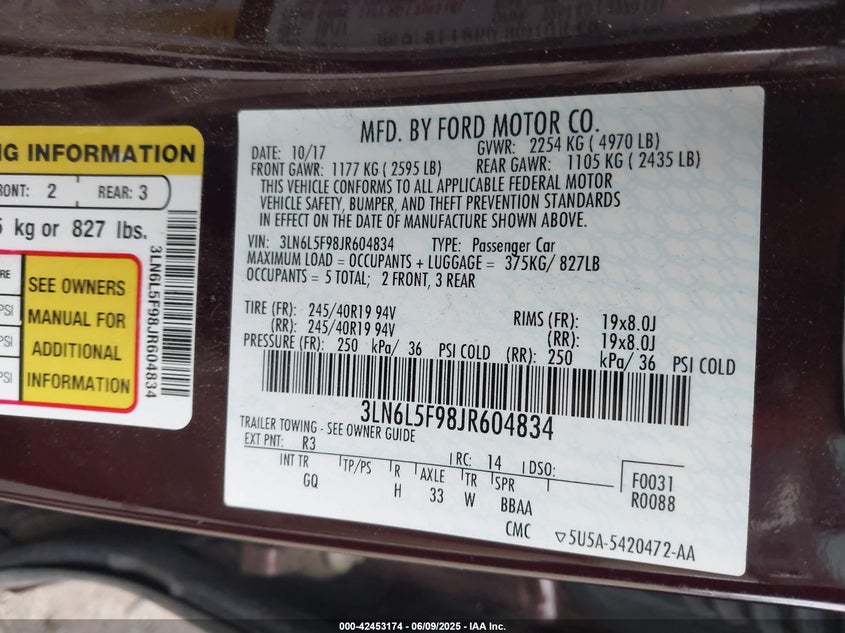 NG INFORMATION
RONT: 2 REAR: 3
5 kg or 827 lbs.
RE
PSI
PSI
PSI
SEE OWNERS
MANUAL FOR
ADDITIONAL
INFORMATION
3LN6L5F98JR604834
MFD. BY FORD MOTOR CO.
DATE: 10/17 GVWR: 2254 KG ( 4970 LB)
FRONT GAWR: 1177 KG ( 2595 LB) REAR GAWR: 1105 KG ( 2435 LB)
THIS VEHICLE CONFORMS TO ALL APPLICABLE FEDERAL MOTOR
VEHICLE SAFETY, BUMPER, AND THEFT PREVENTION STANDARDS
IN EFFECT ON THE DATE OF MANUFACTURE SHOWN ABOVE.
VIN: 3LN6L5F98JR604834 TYPE: Passenger Car
MAXIMUM LOAD = OCCUPANTS + LUGGAGE = 375KG/ 827LB
OCCUPANTS = 5 TOTAL; 2 FRONT, 3 REAR
TIRE (FR): 245/40R19 94V RIMS (FR): 19x8.0J
(RR): 245/40R19 94V (RR): 19x8.0J
PRESSURE (FR): 250 kPa/ 36 PSI COLD (RR): 250 kPa/ 36 PSI COLD
3LN6L5F98JR604834
TRAILER TOWING - SEE OWNER GUIDE
EXT PNT: R3 RC: 14 DSO: F0031
INT TR TP/PS R AXLE TR SPR R0088
GQ H 33 W BBAA
CMC ▽5U5A-5420472-AA
000-42453174 | 06/09/2025 | IAA Inc.